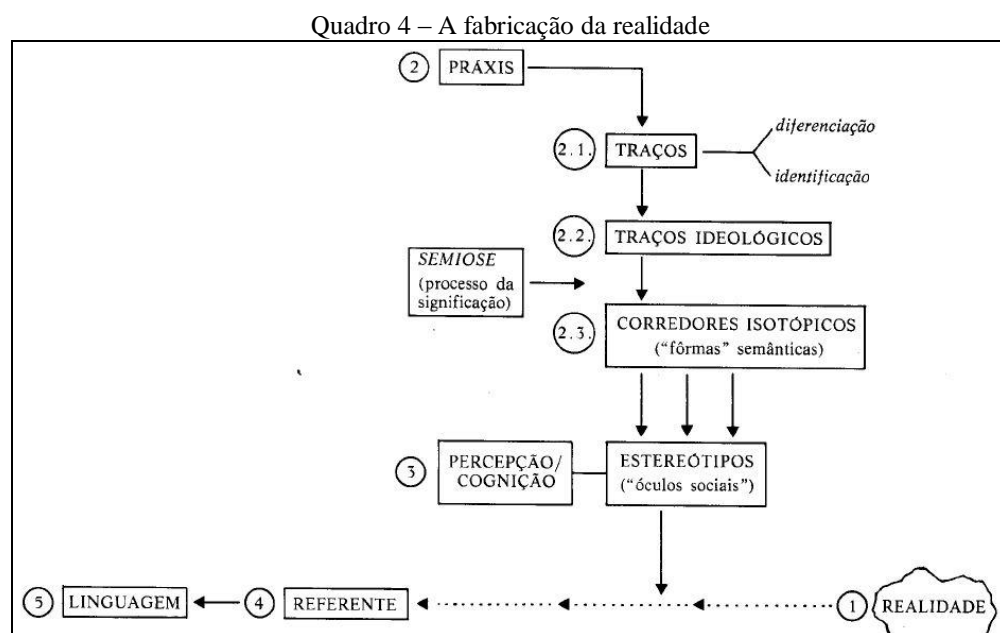 Quadro 4 – A fabricação da realidade
2 PRÁXIS
2.1. TRAÇOS
diferenciação
identificação
2.2. TRAÇOS IDEOLÓGICOS
SEMIOSE
(processo da
significação)
2.3. CORREDORES ISOTÓPICOS
(“fôrmas” semânticas)
3 PERCEPÇÃO/
COGNIÇÃO
ESTEREÓTIPOS
(“óculos sociais”)
5 LINGUAGEM
4 REFERENTE
1 REALIDADE